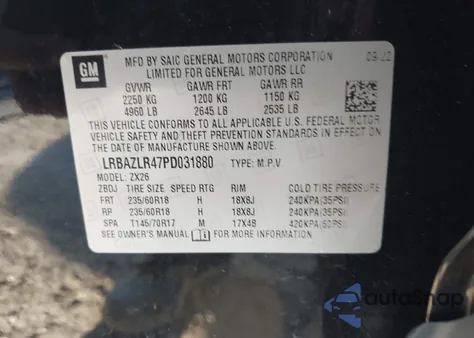 GM
MFD BY SAIC GENERAL MOTORS CORPORATION 09/22
LIMITED FOR GENERAL MOTORS LLC
GVWR GAWR FRT GAWR RR
2250 KG 1200 KG 1150 KG
4960 LB 2645 LB 2535 LB
THIS VEHICLE CONFORMS TO ALL APPLICABLE U.S. FEDERAL MOTOR VEHICLE
SAFETY AND THEFT PREVENTION STANDARDS IN EFFECT ON
THE DATE OF MANUFACTURE SHOWN ABOVE.
LRBAZLR47PD031880 TYPE: M.P.V.
MODEL: ZX26
ZBDJ TIRE SIZE SPEED RTG RIM COLD TIRE PRESSURE
FRT 235/60R18 H 18X8J 240KPA(35PSI)
RR 235/60R18 H 18X8J 240KPA(35PSI)
SPA T145/70R17 M 17X4B 420KPA(60PSI)
SEE OWNER'S MANUAL FOR MORE INFORMATION
autoSnap